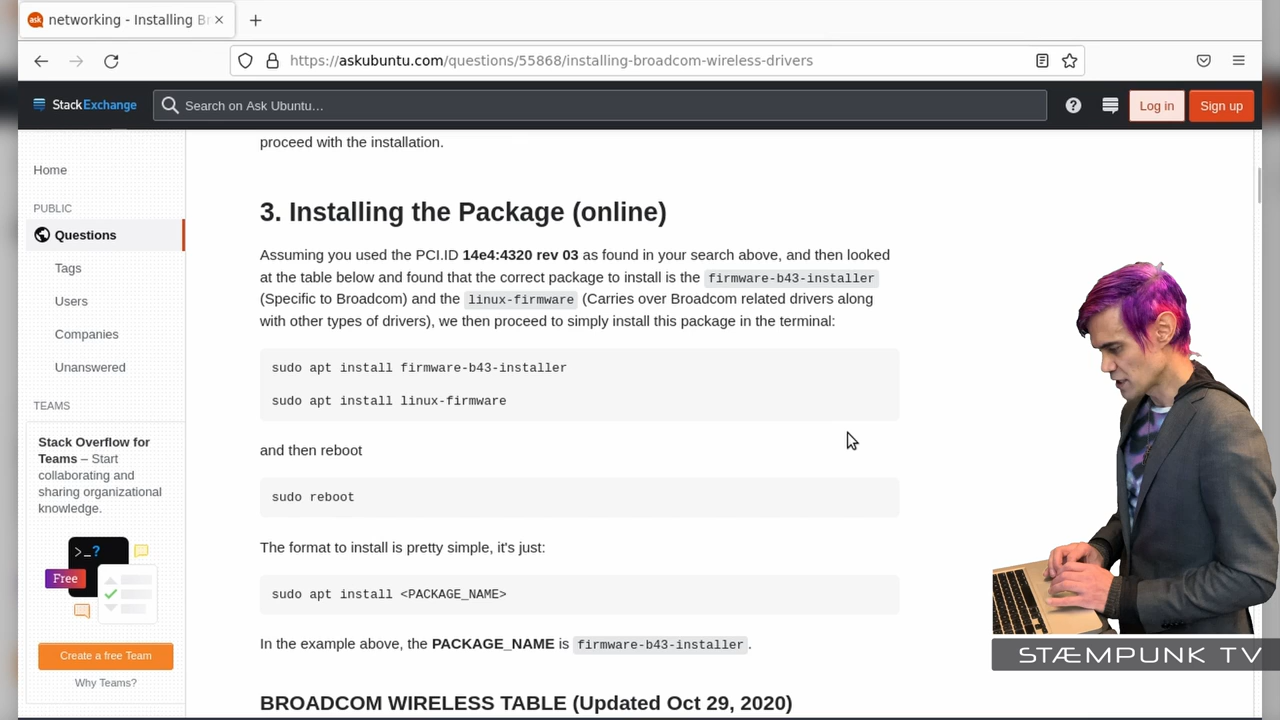 ask networking - Installing Br
https://askubuntu.com/questions/55868/installing-broadcom-wireless-drivers
StackExchange
Search on Ask Ubuntu…
Log in
Sign up
Home
PUBLIC
Questions
Tags
Users
Companies
Unanswered
TEAMS
Stack Overflow for
Teams – Start
collaborating and
sharing organizational
knowledge.
>_?
Free
Create a free Team
Why Teams?
proceed with the installation.
3. Installing the Package (online)
Assuming you used the PCI.ID 14e4:4320 rev 03 as found in your search above, and then looked
at the table below and found that the correct package to install is the firmware-b43-installer
(Specific to Broadcom) and the linux-firmware (Carries over Broadcom related drivers along
with other types of drivers), we then proceed to simply install this package in the terminal:
sudo apt install firmware-b43-installer
sudo apt install linux-firmware
and then reboot
sudo reboot
The format to install is pretty simple, it's just:
sudo apt install <PACKAGE_NAME>
In the example above, the PACKAGE_NAME is firmware-b43-installer.
BROADCOM WIRELESS TABLE (Updated Oct 29, 2020)
STÆMPUNK TV